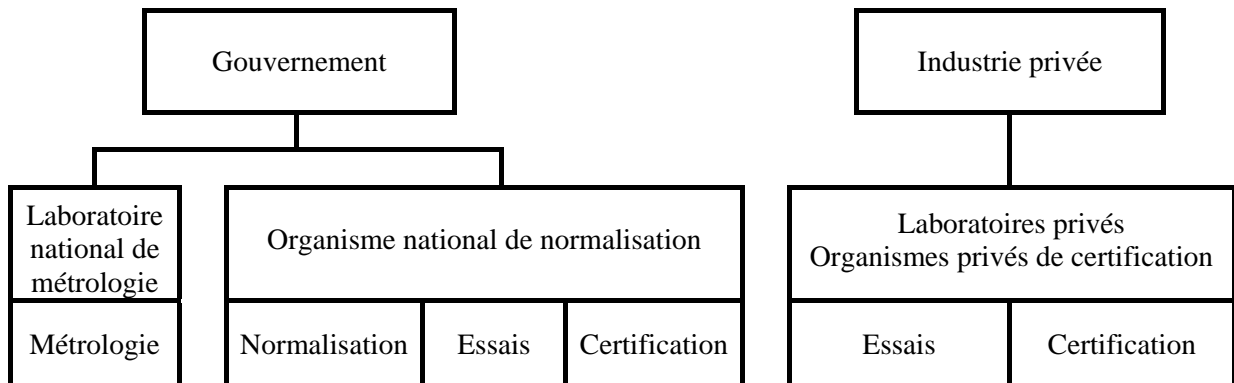 Gouvernement
Industrie privée
Laboratoire
national de
métrologie
Organisme national de normalisation
Laboratoires privés
Organismes privés de certification
Métrologie
Normalisation
Essais
Certification
Essais
Certification